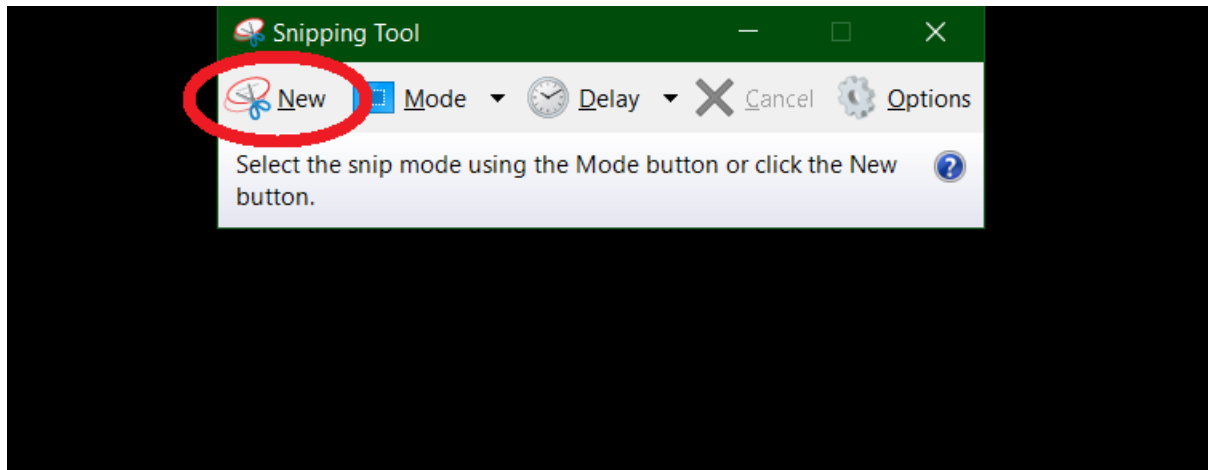 Snipping Tool
New Mode Delay Cancel Options
Select the snip mode using the Mode button or click the New
button.